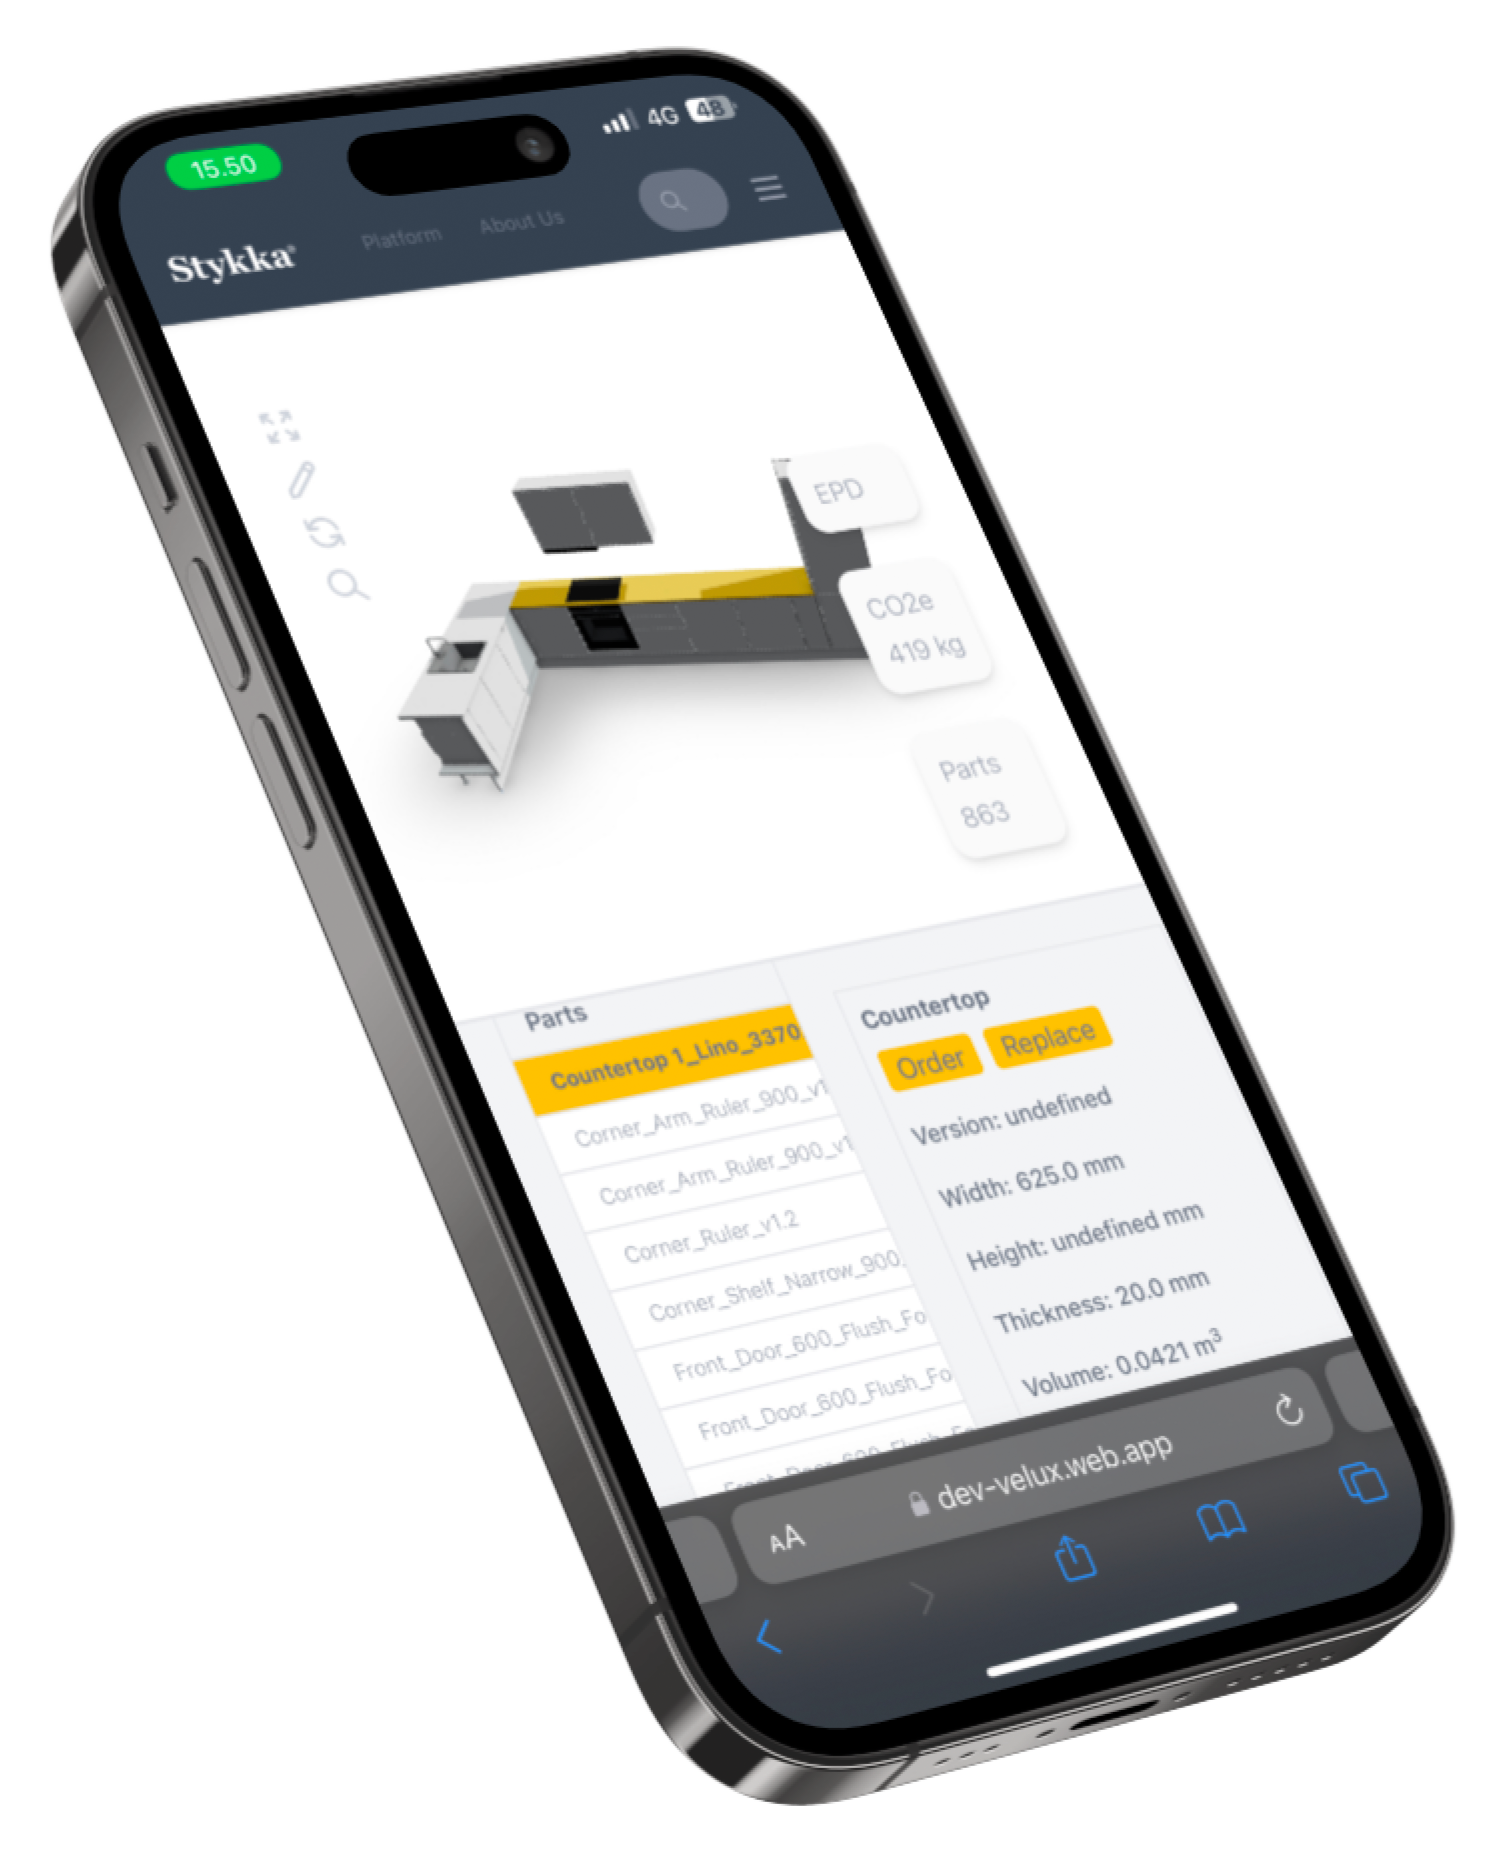 15.50
4G 48
Stykka®
Platform
About Us
EPD
CO2e
419 kg
Parts
863
Parts
Countertop 1_Lino_3370
Corner_Arm_Ruler_900_v1
Corner_Arm_Ruler_900_v1
Corner_Ruler_v1.2
Corner_Shelf_Narrow_900_
Front_Door_600_Flush_Fo
Front_Door_600_Flush_Fo
Front_Door_600_Flush_Fo
Countertop
Order
Replace
Version: undefined
Width: 625.0 mm
Height: undefined mm
Thickness: 20.0 mm
Volume: 0.0421 m³
AA
dev-velux.web.app